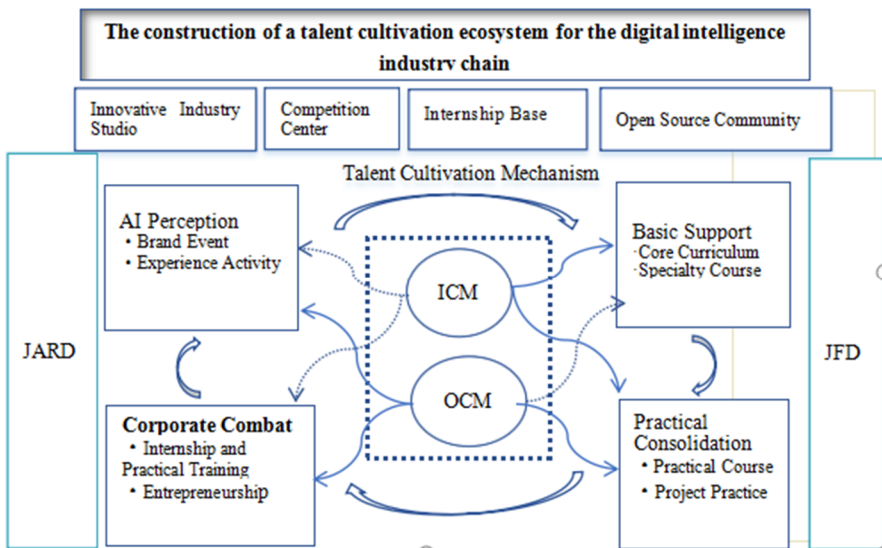 The construction of a talent cultivation ecosystem for the digital intelligence
industry chain
Innovative Industry
Studio
Competition
Center
Internship Base
Open Source Community
Talent Cultivation Mechanism
AI Perception
• Brand Event
• Experience Activity
Basic Support
·Core Curriculum
·Specialty Course
ICM
JARD
JFD
OCM
Corporate Combat
• Internship and
Practical Training
• Entrepreneurship
Practical
Consolidation
• Practical Course
• Project Practice